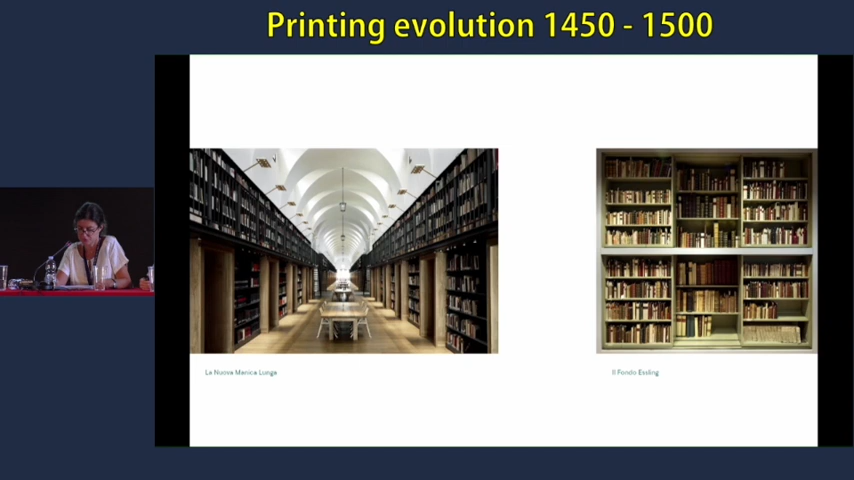 Printing evolution 1450 - 1500
La Nuova Manica Lunga
Il Fondo Essling